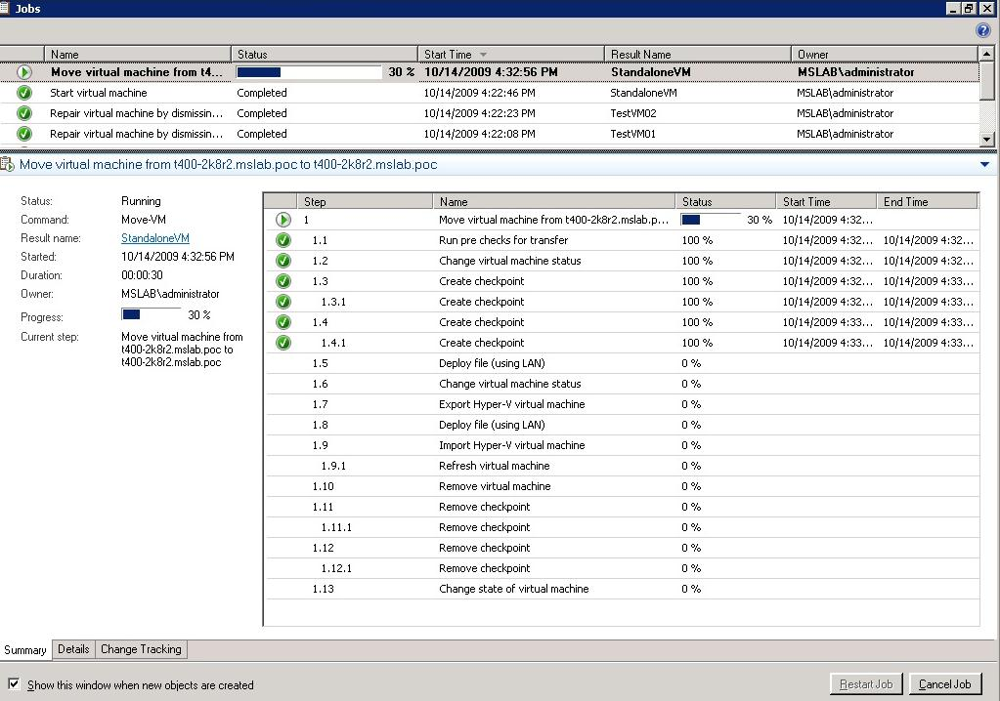 Jobs
Name Status Start Time Result Name Owner
Move virtual machine from t4... 30 % 10/14/2009 4:32:56 PM StandaloneVM MSLAB\administrator
Start virtual machine Completed 10/14/2009 4:22:46 PM StandaloneVM MSLAB\administrator
Repair virtual machine by dismissin... Completed 10/14/2009 4:22:23 PM TestVM02 MSLAB\administrator
Repair virtual machine by dismissin... Completed 10/14/2009 4:22:08 PM TestVM01 MSLAB\administrator
Move virtual machine from t400-2k8r2.mslab.poc to t400-2k8r2.mslab.poc
Status: Running
Command: Move-VM
Result name: StandaloneVM
Started: 10/14/2009 4:32:56 PM
Duration: 00:00:30
Owner: MSLAB\administrator
Progress: 30 %
Current step: Move virtual machine from
t400-2k8r2.mslab.poc to
t400-2k8r2.mslab.poc
Step Name Status Start Time End Time
1 Move virtual machine from t400-2k8r2.mslab.p... 30 % 10/14/2009 4:32...
1.1 Run pre checks for transfer 100 % 10/14/2009 4:32... 10/14/2009 4:32...
1.2 Change virtual machine status 100 % 10/14/2009 4:32... 10/14/2009 4:32...
1.3 Create checkpoint 100 % 10/14/2009 4:32... 10/14/2009 4:33...
1.3.1 Create checkpoint 100 % 10/14/2009 4:33... 10/14/2009 4:33...
1.4 Create checkpoint 100 % 10/14/2009 4:33... 10/14/2009 4:33...
1.4.1 Create checkpoint 100 % 10/14/2009 4:33... 10/14/2009 4:33...
1.5 Deploy file (using LAN) 0 %
1.6 Change virtual machine status 0 %
1.7 Export Hyper-V virtual machine 0 %
1.8 Deploy file (using LAN) 0 %
1.9 Import Hyper-V virtual machine 0 %
1.9.1 Refresh virtual machine 0 %
1.10 Remove virtual machine 0 %
1.11 Remove checkpoint 0 %
1.11.1 Remove checkpoint 0 %
1.12 Remove checkpoint 0 %
1.12.1 Remove checkpoint 0 %
1.13 Change state of virtual machine 0 %
Summary Details Change Tracking
Show this window when new objects are created
Restart Job Cancel Job